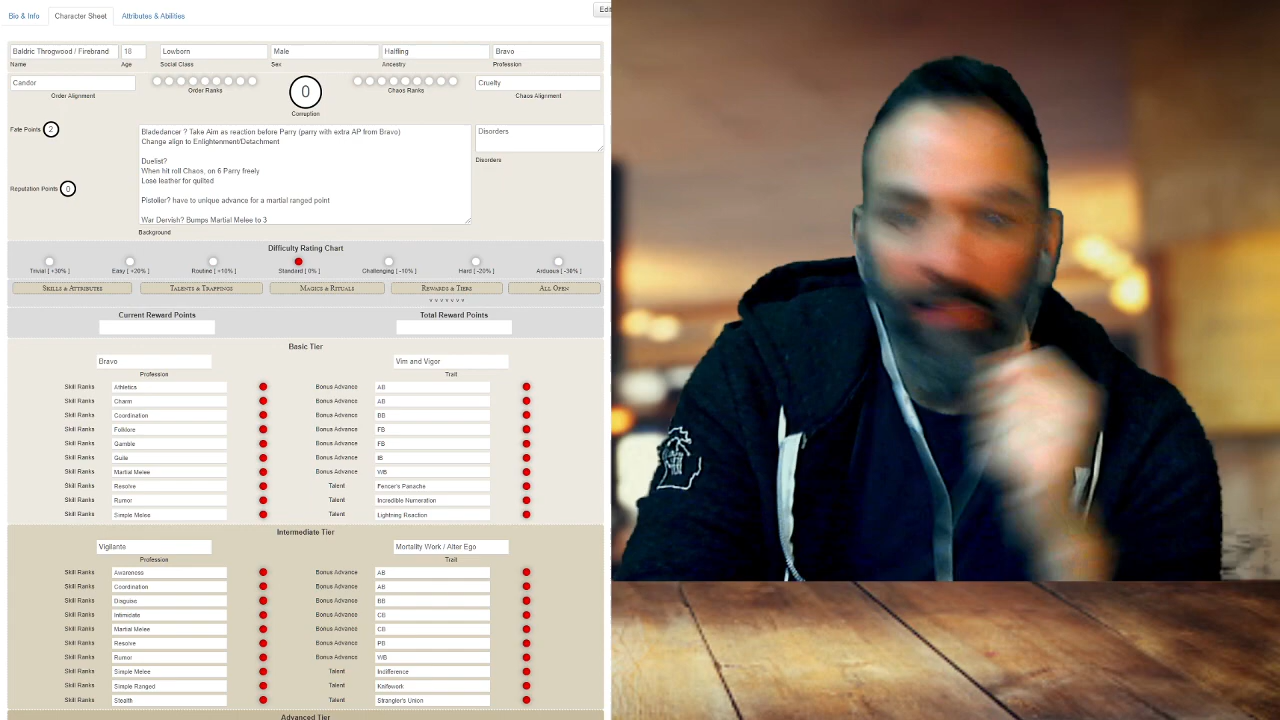 Bio & Info Character Sheet Attributes & Abilities Edit
Baldric Throgwood / Firebrand 18 Lowborn Male Halfling Bravo
Name Age Social Class Sex Ancestry Profession
Candor Cruelty
Order Alignment Order Ranks 0 Chaos Ranks Chaos Alignment
Corruption
Fate Points 2
Bladedancer ? Take Aim as reaction before Parry (parry with extra AP from Bravo)
Change align to Enlightenment/Detachment
Duelist?
When hit roll Chaos, on 6 Parry freely
Lose leather for quilted
Pistolier? have to unique advance for a martial ranged point
War Dervish? Bumps Martial Melee to 3
Background
Disorders
Disorders
Reputation Points 0
Difficulty Rating Chart
Trivial [ +30% ] Easy [ +20% ] Routine [ +10% ] Standard [ 0% ] Challenging [ -10% ] Hard [ -20% ] Arduous [ -30% ]
Skills & Attributes Talents & Trappings Magics & Rituals Rewards & Tiers All Open
v v v v v v v
Current Reward Points Total Reward Points
Basic Tier
Bravo Vim and Vigor
Profession Trait
Skill Ranks Athletics Bonus Advance AB
Skill Ranks Charm Bonus Advance AB
Skill Ranks Coordination Bonus Advance BB
Skill Ranks Folklore Bonus Advance FB
Skill Ranks Gamble Bonus Advance FB
Skill Ranks Guile Bonus Advance IB
Skill Ranks Martial Melee Bonus Advance WB
Skill Ranks Resolve Talent Fencer's Panache
Skill Ranks Rumor Talent Incredible Numeration
Skill Ranks Simple Melee Talent Lightning Reaction
Intermediate Tier
Vigilante Mortality Work / Alter Ego
Profession Trait
Skill Ranks Awareness Bonus Advance AB
Skill Ranks Coordination Bonus Advance AB
Skill Ranks Disguise Bonus Advance BB
Skill Ranks Intimidate Bonus Advance CB
Skill Ranks Martial Melee Bonus Advance CB
Skill Ranks Resolve Bonus Advance PB
Skill Ranks Rumor Bonus Advance WB
Skill Ranks Simple Melee Talent Indifference
Skill Ranks Simple Ranged Talent Knifework
Skill Ranks Stealth Talent Strangler's Union
Advanced Tier